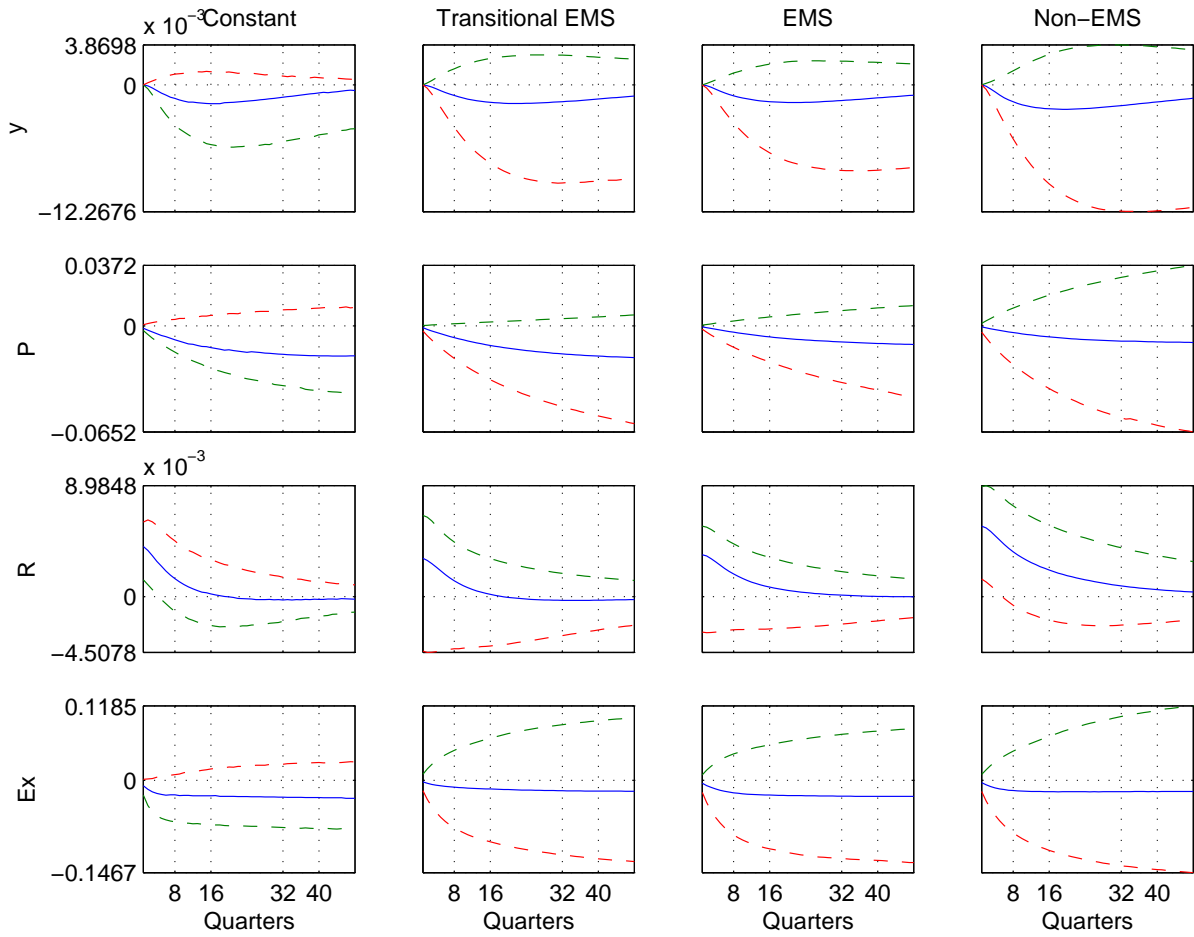 x 10⁻³ Constant Transitional EMS EMS Non−EMS
3.8698
0
y
−12.2676
0.0372
0
P
−0.0652
x 10⁻³
8.9848
0
R
−4.5078
0.1185
0
Ex
−0.1467
8 16 32 40 8 16 32 40 8 16 32 40 8 16 32 40
Quarters Quarters Quarters Quarters